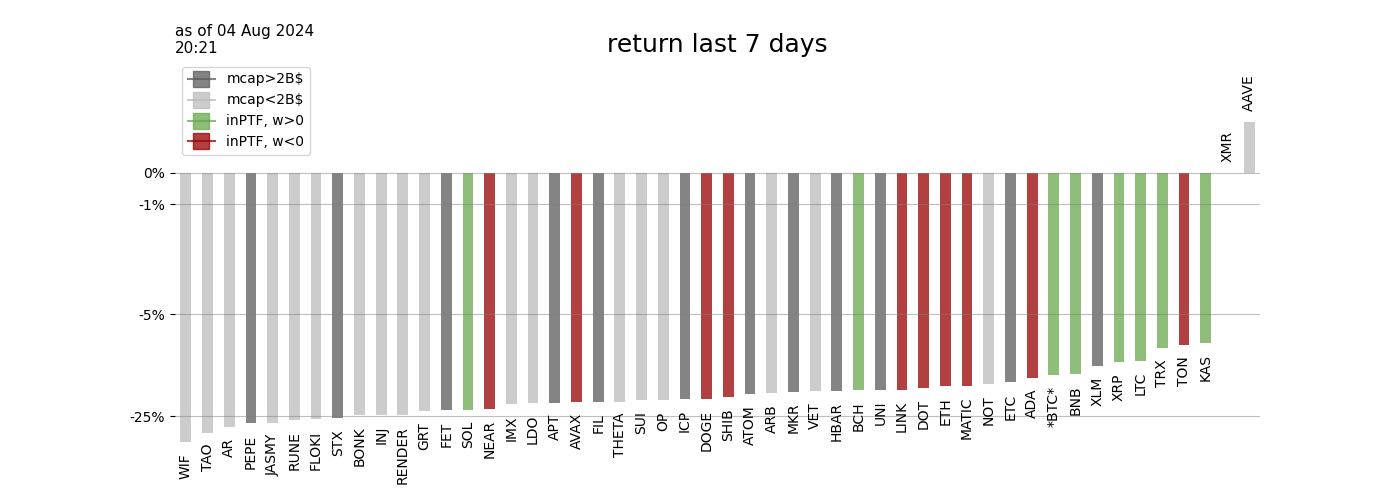 as of 04 Aug 2024
20:21
return last 7 days
mcap>2B$
mcap<2B$
inPTF, w>0
inPTF, w<0
0%
-1%
-5%
-25%
WIF
TAO
AR
PEPE
JASMY
RUNE
FLOKI
STX
BONK
INJ
RENDER
GRT
FET
SOL
NEAR
IMX
LDO
APT
AVAX
FIL
THETA
SUI
OP
ICP
DOGE
SHIB
ATOM
ARB
MKR
VET
HBAR
BCH
UNI
LINK
DOT
ETH
MATIC
NOT
ETC
ADA
*BTC*
BNB
XLM
XRP
LTC
TRX
TON
KAS
XMR
AAVE